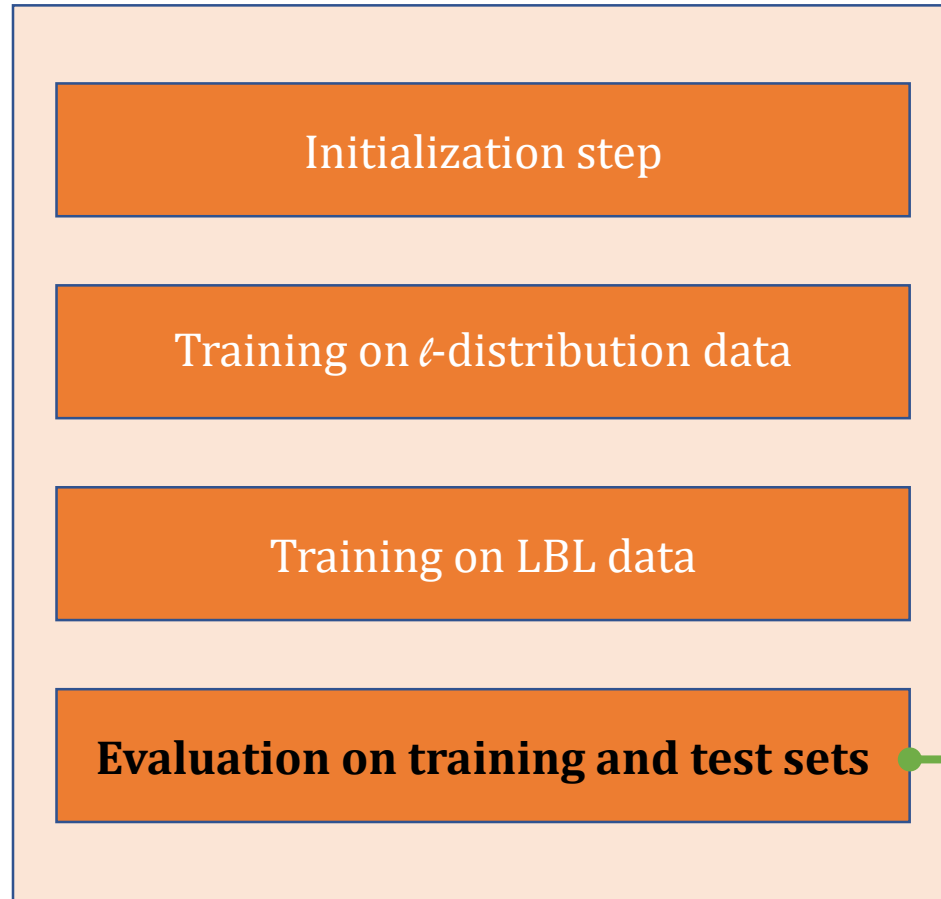 Initialization step
Training on ℓ-distribution data
Training on LBL data
Evaluation on training and test sets